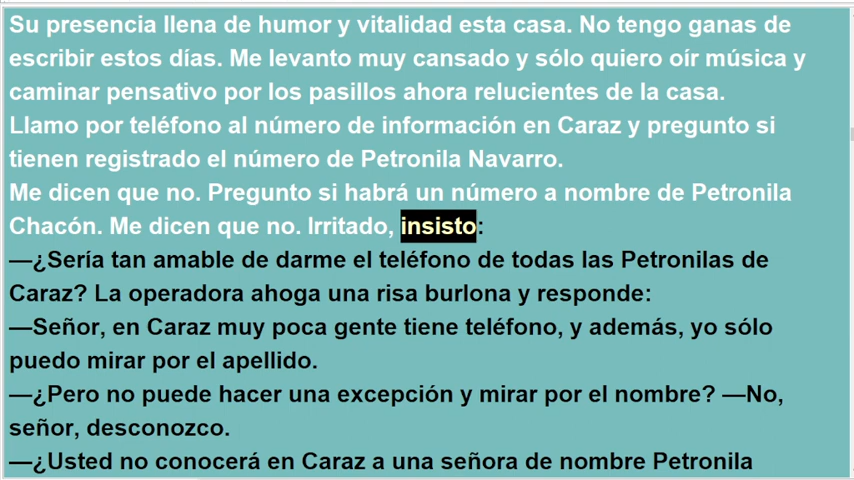 Su presencia llena de humor y vitalidad esta casa. No tengo ganas de
escribir estos días. Me levanto muy cansado y sólo quiero oír música y
caminar pensativo por los pasillos ahora relucientes de la casa.
Llamo por teléfono al número de información en Caraz y pregunto si
tienen registrado el número de Petronila Navarro.
Me dicen que no. Pregunto si habrá un número a nombre de Petronila
Chacón. Me dicen que no. Irritado, insisto:
—¿Sería tan amable de darme el teléfono de todas las Petronilas de
Caraz? La operadora ahoga una risa burlona y responde:
—Señor, en Caraz muy poca gente tiene teléfono, y además, yo sólo
puedo mirar por el apellido.
—¿Pero no puede hacer una excepción y mirar por el nombre? —No,
señor, desconozco.
—¿Usted no conocerá en Caraz a una señora de nombre Petronila